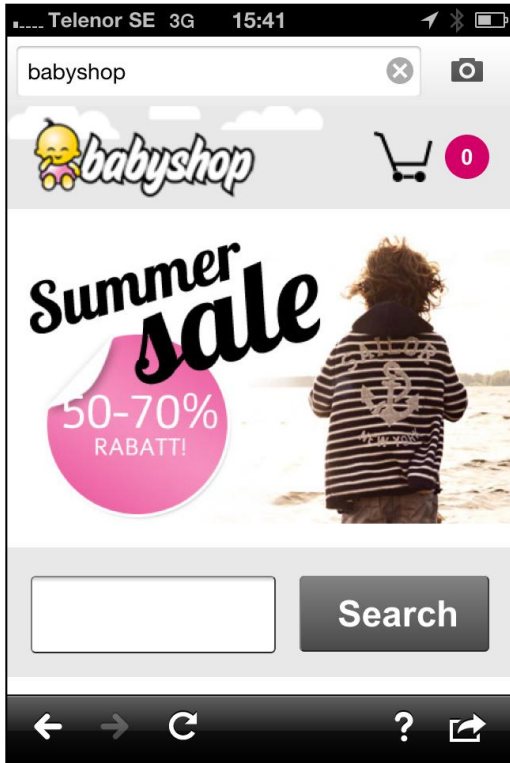 Telenor SE 3G 15:41
babyshop
babyshop
0
Summer
sale
50-70%
RABATT!
SAILOR
NEW YORK
Search
?